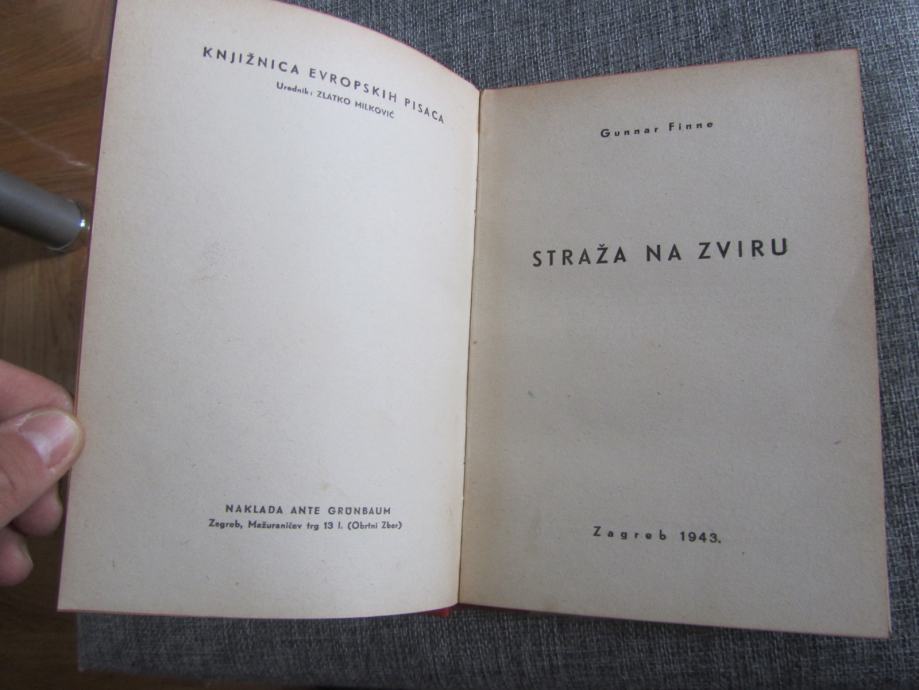 KNJIŽNICA EVROPSKIH PISACA
Urednik: ZLATKO MILKOVIĆ
NAKLADA ANTE GRÜNBAUM
Zagreb, Mažuranićev trg 13 I. (Obrtni Zbor)
Gunnar Finne
STRAŽA NA ZVIRU
Zagreb 1943.